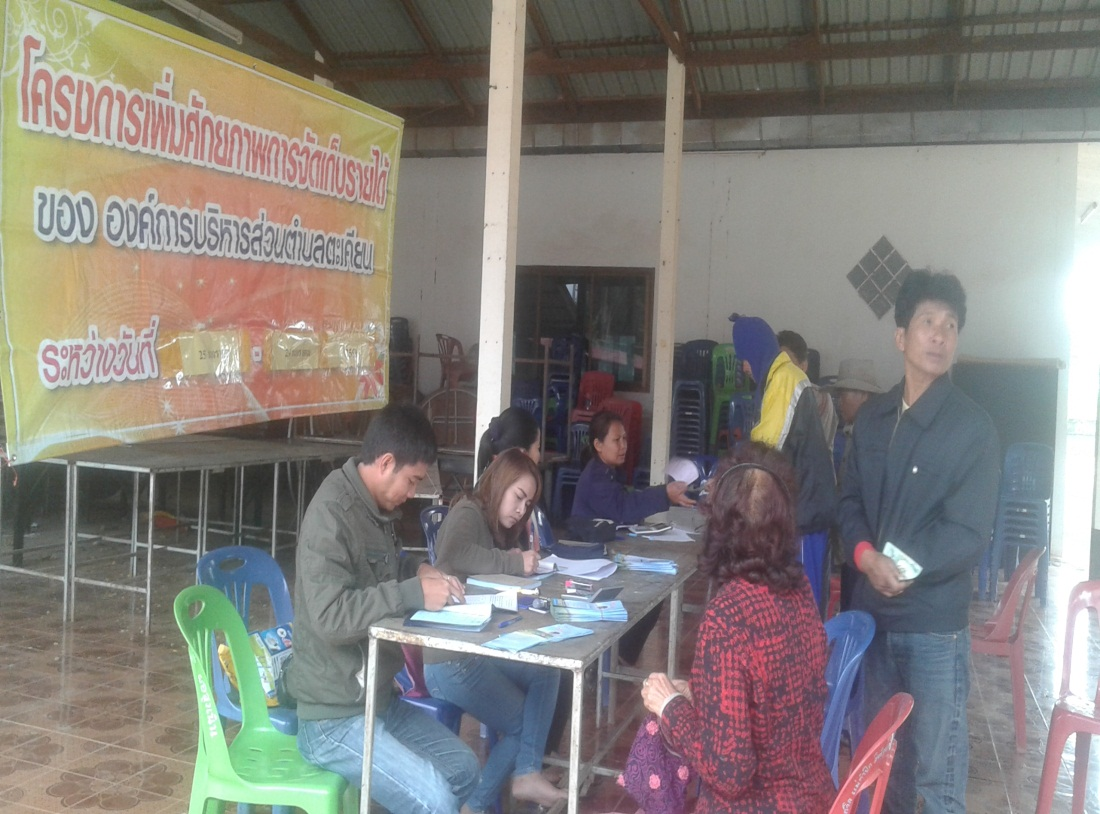 โครงการเพิ่มศักยภาพการจัดเก็บรายได้
ของ องค์การบริหารส่วนตำบลตะเคียน
ระหว่างวันที่